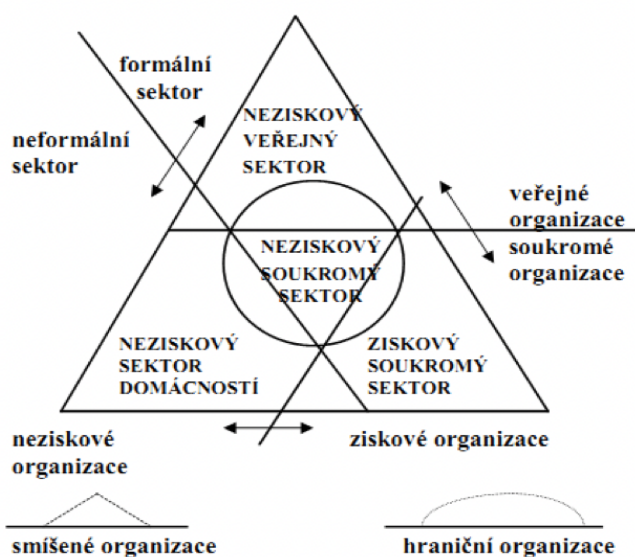 formální
sektor
neformální
sektor
NEZISKOVÝ
VEŘEJNÝ
SEKTOR
veřejné
organizace
soukromé
organizace
NEZISKOVÝ
SOUKROMÝ
SEKTOR
NEZISKOVÝ
SEKTOR
DOMÁCNOSTÍ
ZISKOVÝ
SOUKROMÝ
SEKTOR
neziskové
organizace
ziskové organizace
smíšené organizace
hraniční organizace